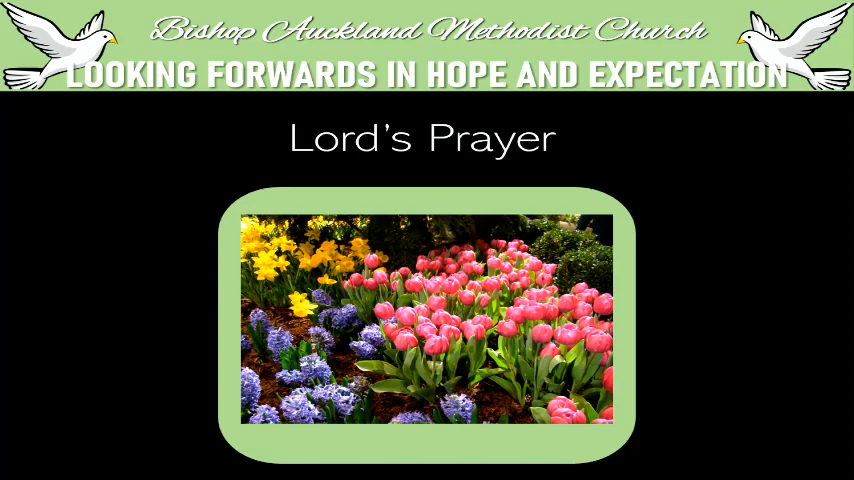 Bishop Auckland Methodist Church
LOOKING FORWARDS IN HOPE AND EXPECTATION
Lord's Prayer